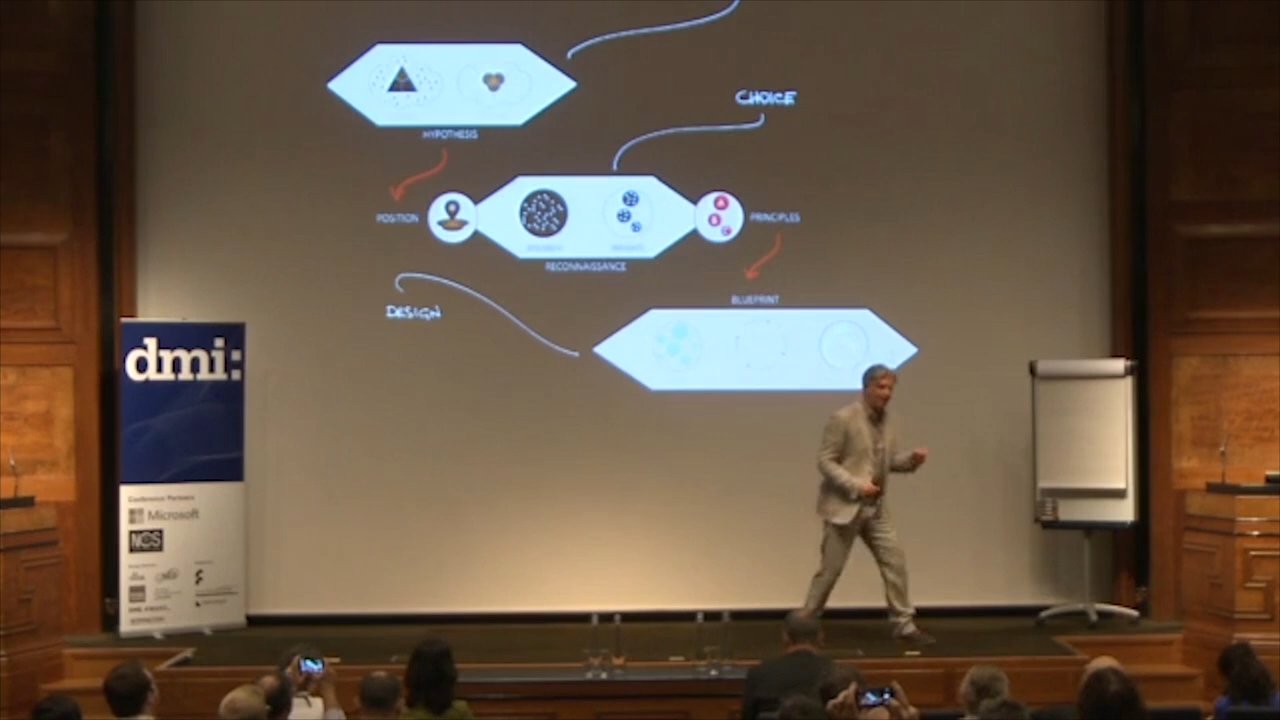 CHOICE
HYPOTHESIS
POSITION
PRINCIPLES
RECONNAISSANCE
BLUEPRINT
DESIGN
dmi:
Conference Partners
Microsoft
NCS